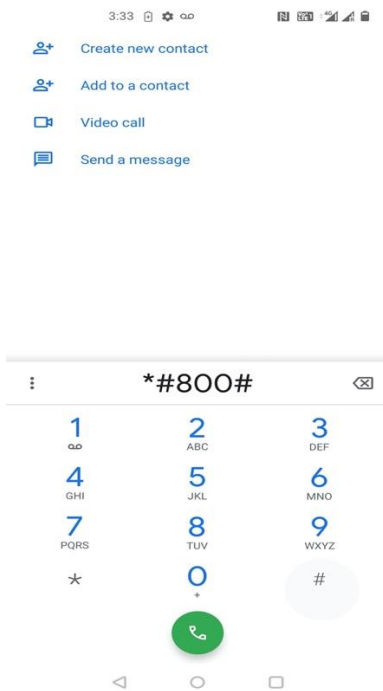 3:33 4G
Create new contact
Add to a contact
Video call
Send a message
*#800#
1 2 3
ABC DEF
4 5 6
GHI JKL MNO
7 8 9
PQRS TUV WXYZ
* 0 #
+